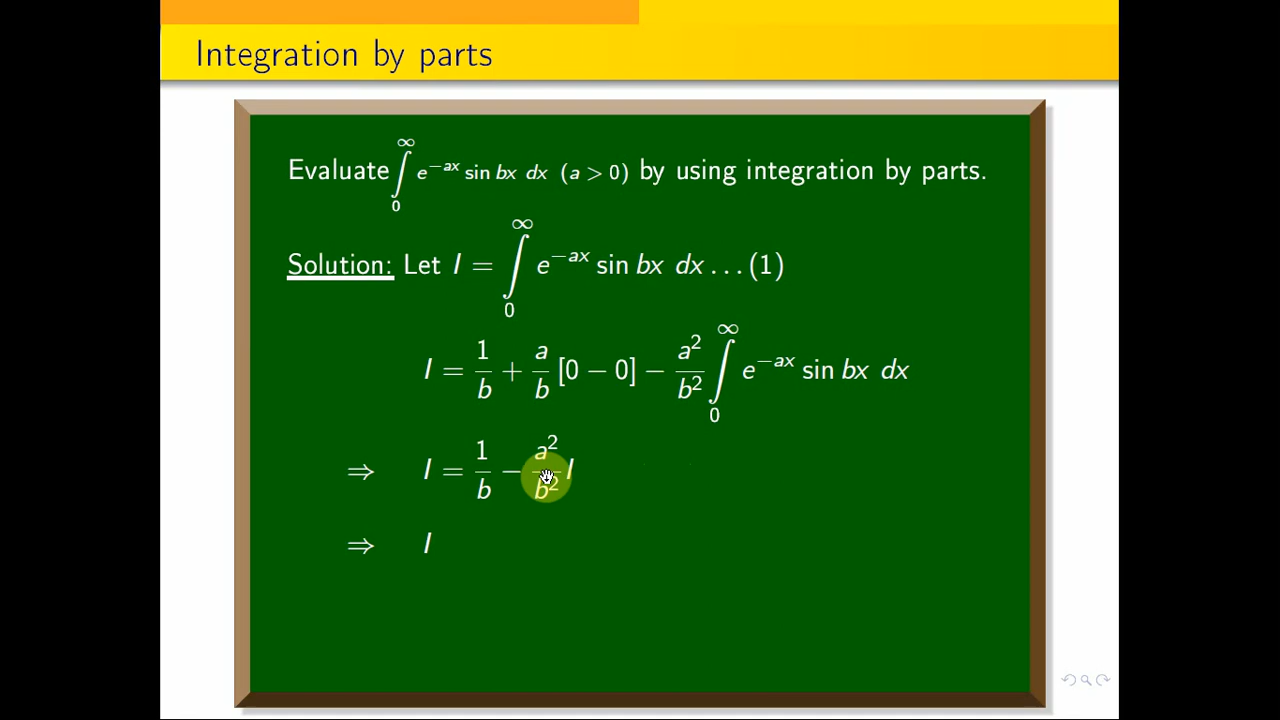 Integration by parts
Evaluate ∫₀^∞ e^{−ax} sin bx dx (a > 0) by using integration by parts.
Solution: Let I = ∫₀^∞ e^{−ax} sin bx dx . . . (1)
I = 1/b + a/b [0 − 0] − a²/b² ∫₀^∞ e^{−ax} sin bx dx
⇒ I = 1/b − a²/b² I
⇒ I